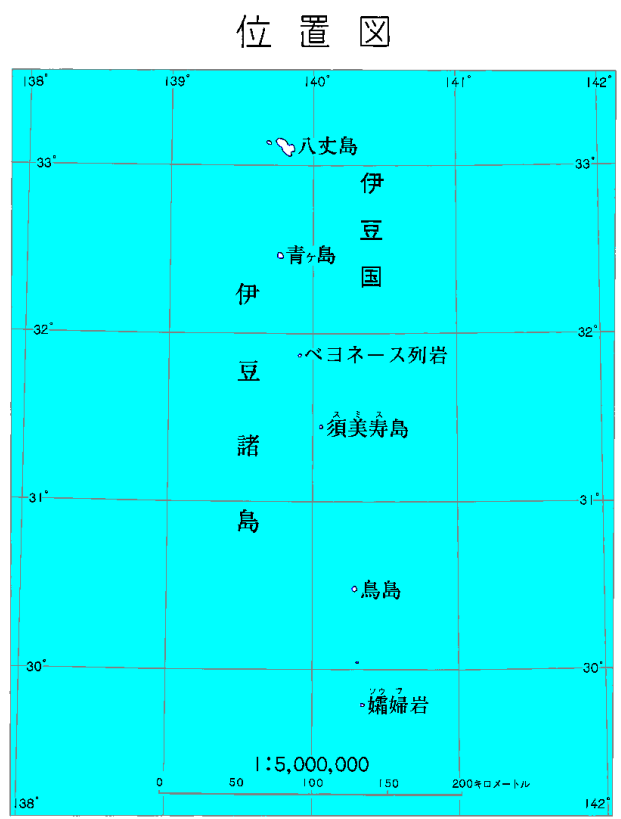 位置図
138° 139° 140° 141° 142°
八丈島
33° 33°
伊豆国
青ヶ島
伊豆諸島
32° 32°
ベヨネース列岩
スミス
須美寿島
31° 31°
鳥島
30° 30°
ソウフ
孀婦岩
1:5,000,000
0 50 100 150 200キロメートル
138° 142°